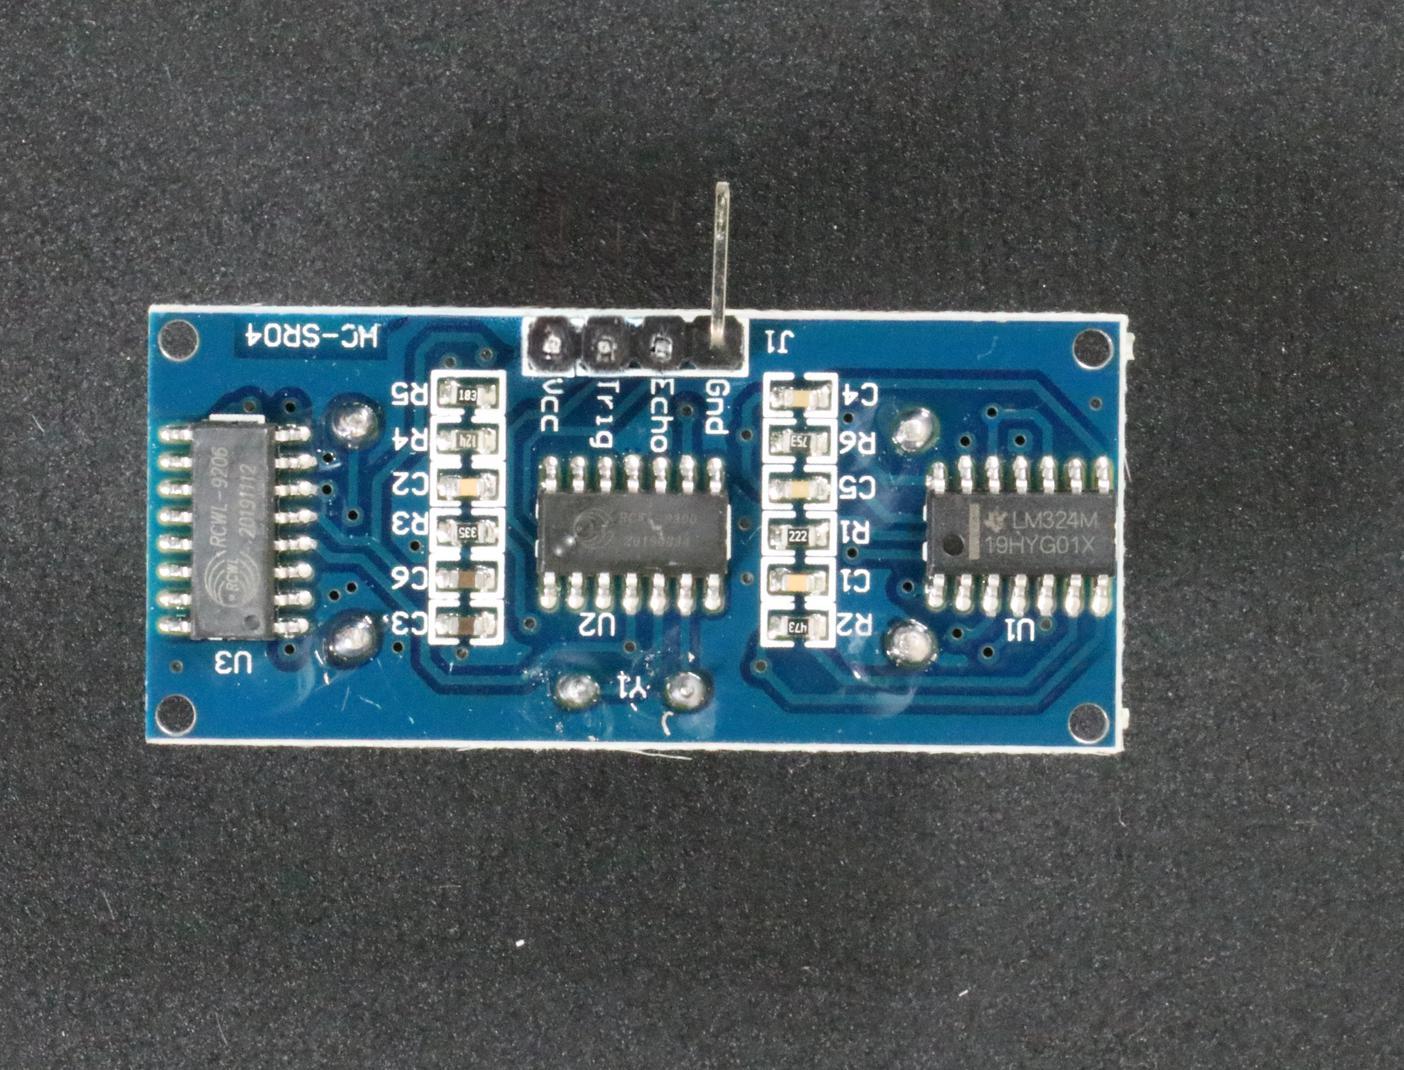 HC-SR04
J1
Vcc
Trig
Echo
Gnd
R5
103
R4
124
C2
R3
335
C6
C3
C4
R6
753
C5
R1
222
C1
R2
473
RCWL-9206
20191112
RCWL
U3
U2
Y1
LM324M
19HYG01X
U1